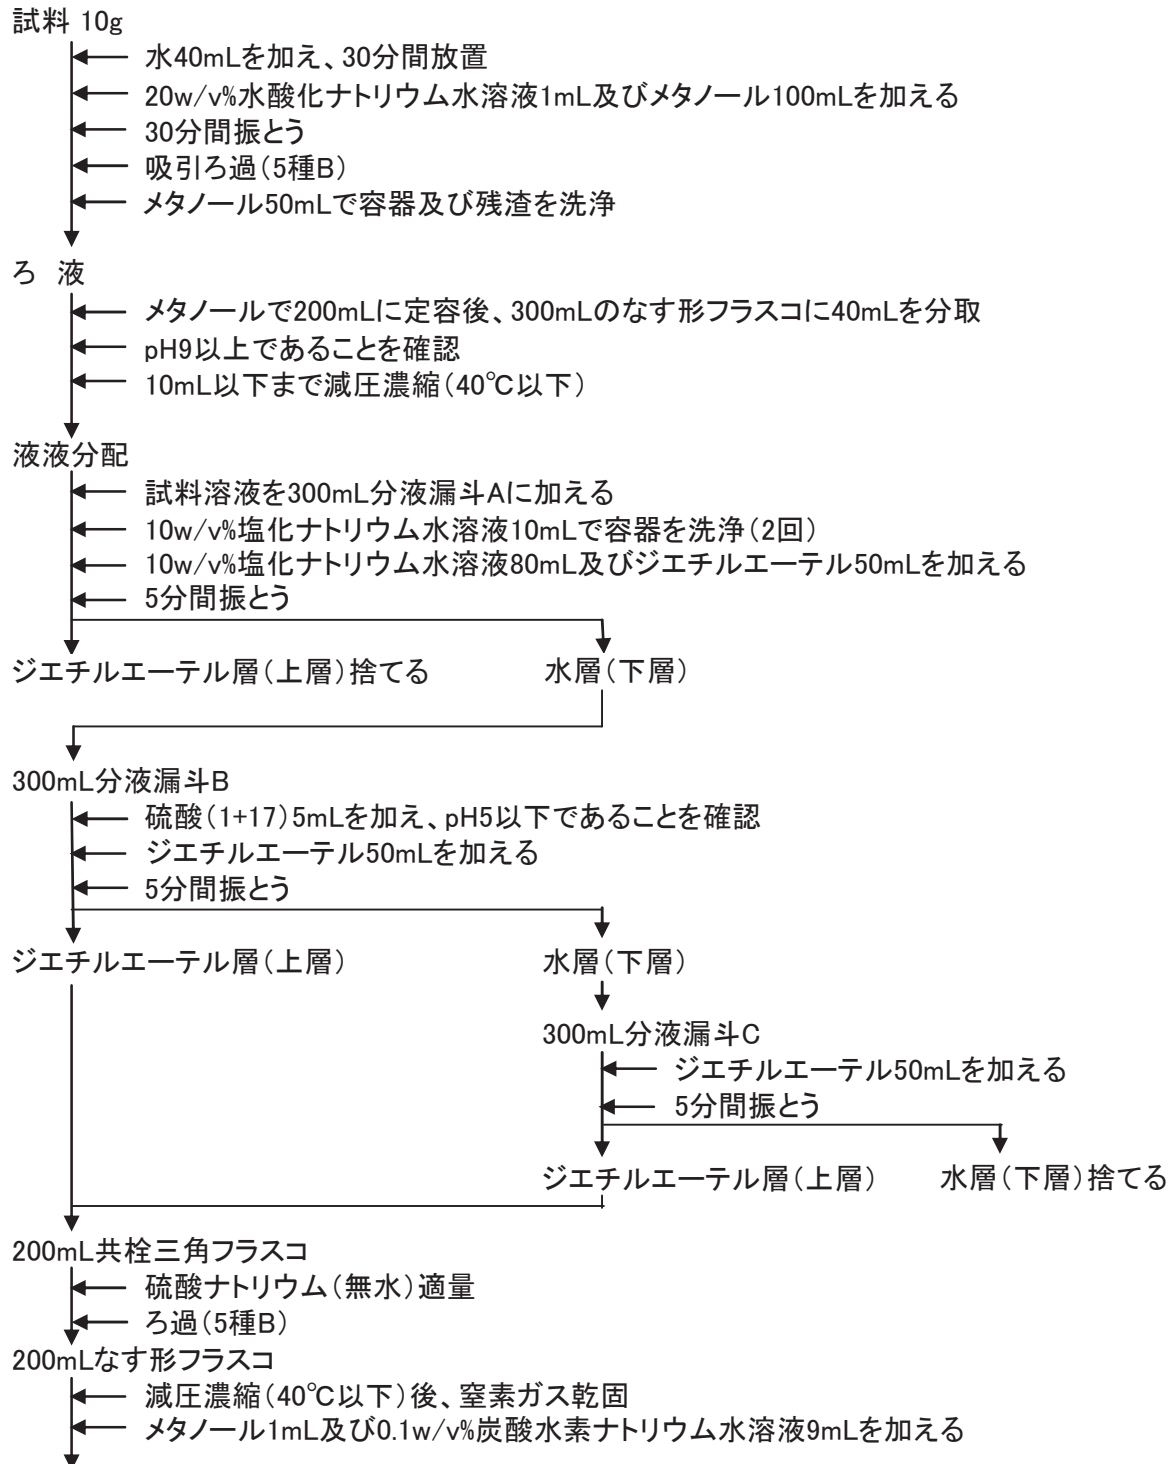 試料 10g
水40mLを加え、30分間放置
20w/v%水酸化ナトリウム水溶液1mL及びメタノール100mLを加える
30分間振とう
吸引ろ過(5種B)
メタノール50mLで容器及び残渣を洗浄
ろ 液
メタノールで200mLに定容後、300mLのなす形フラスコに40mLを分取
pH9以上であることを確認
10mL以下まで減圧濃縮(40℃以下)
液液分配
試料溶液を300mL分液漏斗Aに加える
10w/v%塩化ナトリウム水溶液10mLで容器を洗浄(2回)
10w/v%塩化ナトリウム水溶液80mL及びジエチルエーテル50mLを加える
5分間振とう
ジエチルエーテル層(上層)捨てる 水層(下層)
300mL分液漏斗B
硫酸(1+17)5mLを加え、pH5以下であることを確認
ジエチルエーテル50mLを加える
5分間振とう
ジエチルエーテル層(上層) 水層(下層)
300mL分液漏斗C
ジエチルエーテル50mLを加える
5分間振とう
ジエチルエーテル層(上層) 水層(下層)捨てる
200mL共栓三角フラスコ
硫酸ナトリウム(無水)適量
ろ過(5種B)
200mLなす形フラスコ
減圧濃縮(40℃以下)後、窒素ガス乾固
メタノール1mL及び0.1w/v%炭酸水素ナトリウム水溶液9mLを加える